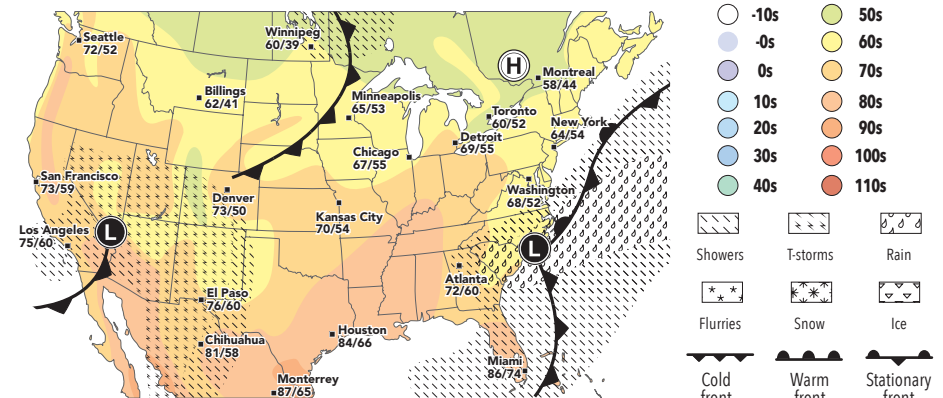 Seattle
72/52
Winnipeg
60/39
H
Montreal
58/44
Billings
62/41
Minneapolis
65/53
Toronto
60/52
New York
64/54
Detroit
69/55
Chicago
67/55
San Francisco
73/59
Denver
73/50
Washington
68/52
Kansas City
70/54
Los Angeles
75/60
L
L
Atlanta
72/60
El Paso
76/60
Chihuahua
81/58
Houston
84/66
Miami
86/74
Monterrey
87/65
-10s
50s
-0s
60s
0s
70s
10s
80s
20s
90s
30s
100s
40s
110s
Showers
T-storms
Rain
Flurries
Snow
Ice
Cold
front
Warm
front
Stationary
front